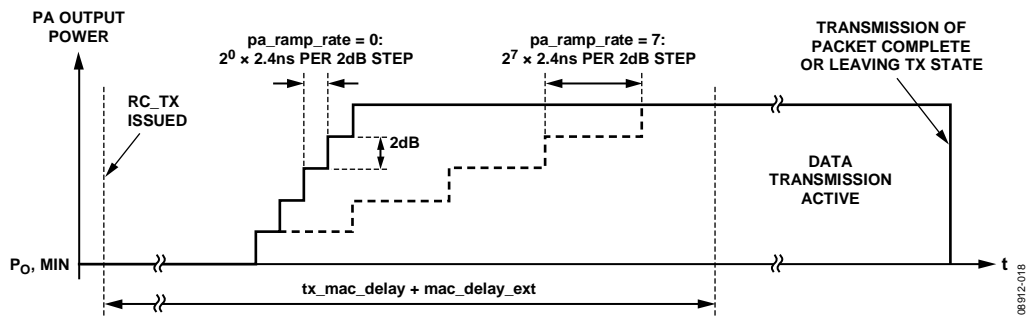 PA OUTPUT
POWER
pa_ramp_rate = 0:
2⁰ × 2.4ns PER 2dB STEP
pa_ramp_rate = 7:
2⁷ × 2.4ns PER 2dB STEP
TRANSMISSION OF
PACKET COMPLETE
OR LEAVING TX STATE
RC_TX
ISSUED
2dB
DATA
TRANSMISSION
ACTIVE
PO, MIN
t
tx_mac_delay + mac_delay_ext
08912-018